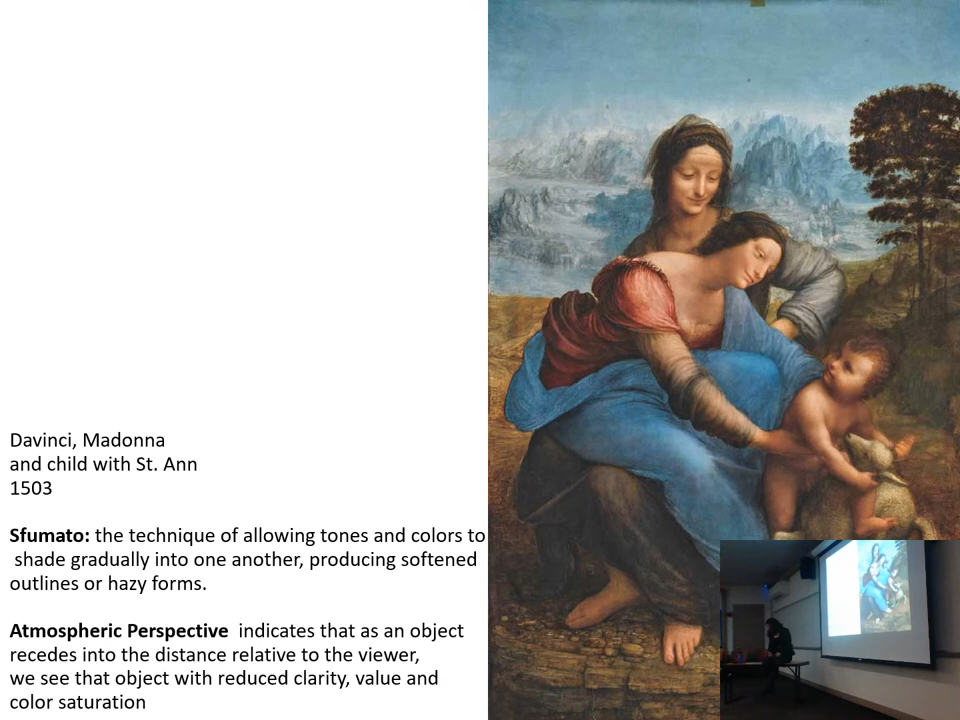 Davinci, Madonna
and child with St. Ann
1503
Sfumato: the technique of allowing tones and colors to
shade gradually into one another, producing softened
outlines or hazy forms.
Atmospheric Perspective indicates that as an object
recedes into the distance relative to the viewer,
we see that object with reduced clarity, value and
color saturation